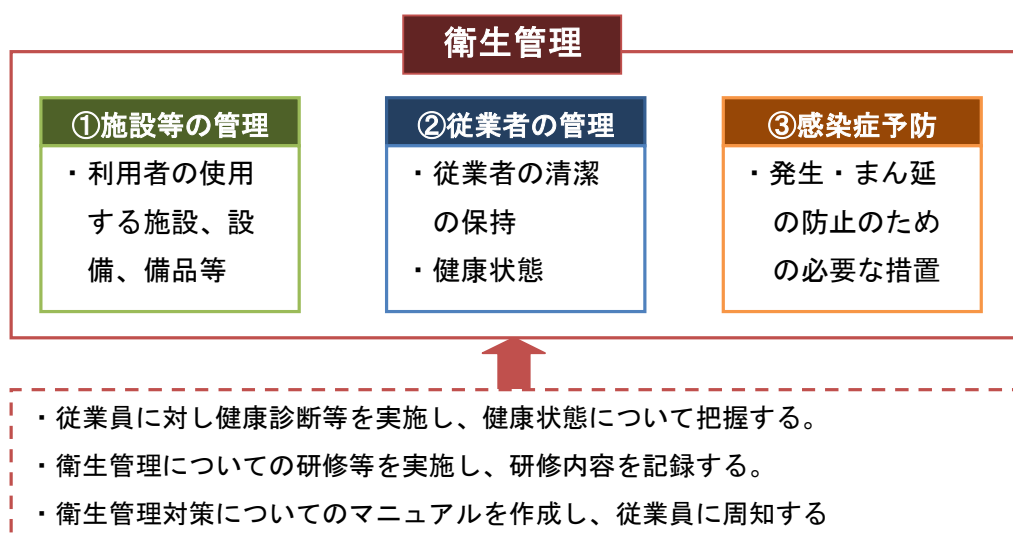 衛生管理
①施設等の管理
・利用者の使用
する施設、設
備、備品等
②従業者の管理
・従業者の清潔
の保持
・健康状態
③感染症予防
・発生・まん延
の防止のため
の必要な措置
・従業員に対し健康診断等を実施し、健康状態について把握する。
・衛生管理についての研修等を実施し、研修内容を記録する。
・衛生管理対策についてのマニュアルを作成し、従業員に周知する